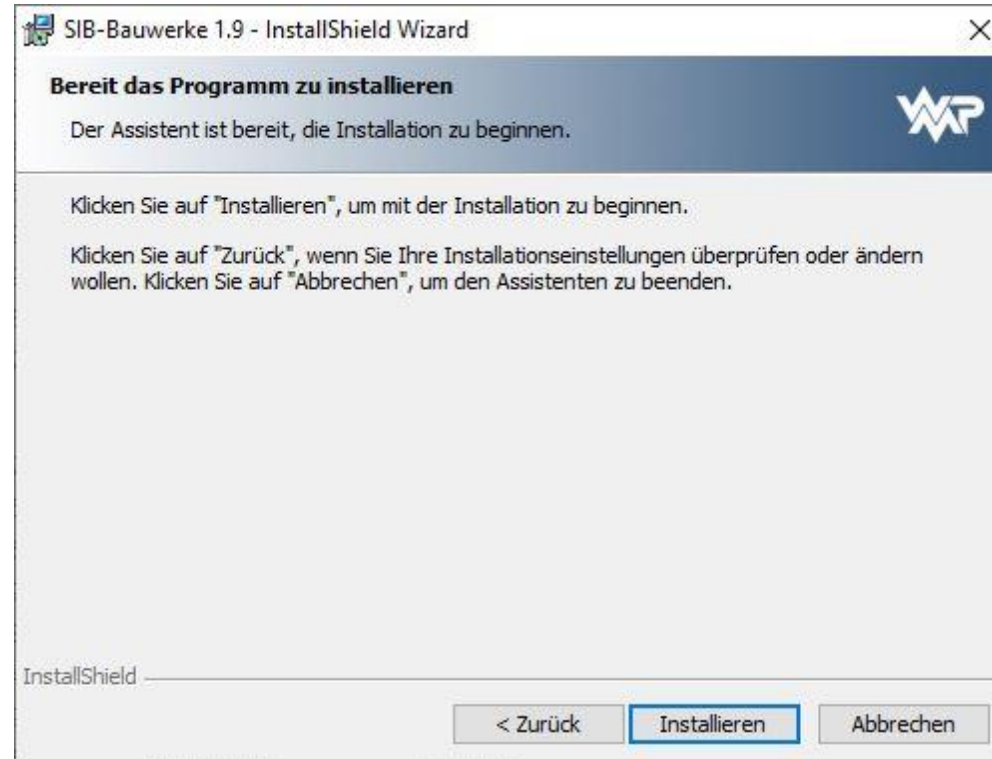 SIB-Bauwerke 1.9 - InstallShield Wizard
Bereit das Programm zu installieren
Der Assistent ist bereit, die Installation zu beginnen.
WP
Klicken Sie auf "Installieren", um mit der Installation zu beginnen.
Klicken Sie auf "Zurück", wenn Sie Ihre Installationseinstellungen überprüfen oder ändern
wollen. Klicken Sie auf "Abbrechen", um den Assistenten zu beenden.
InstallShield
< Zurück
Installieren
Abbrechen